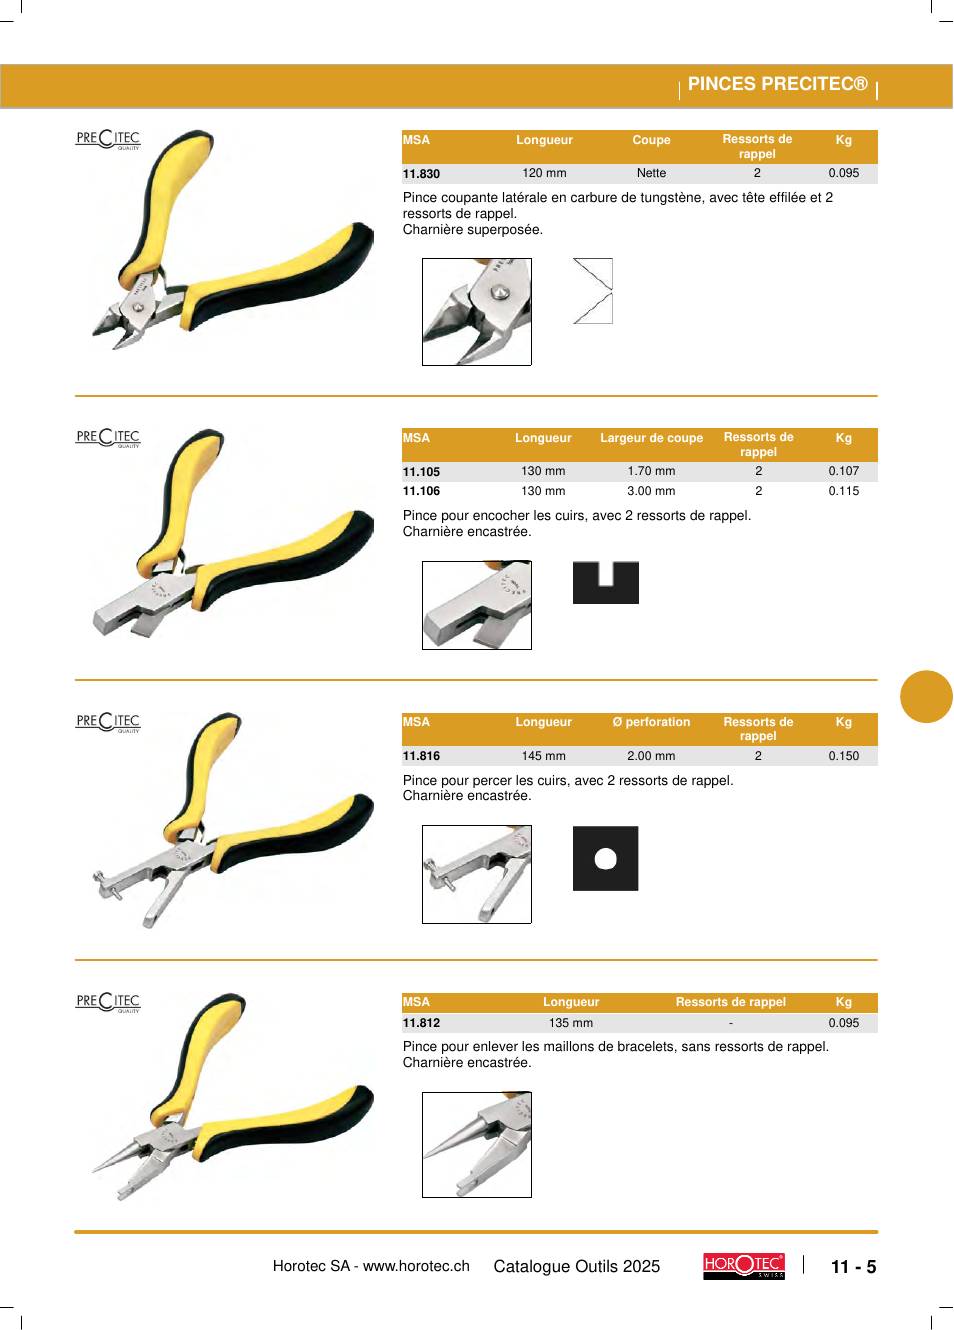 PINCES PRECITEC®
PRECITEC
QUALITY
MSA Longueur Coupe Ressorts de rappel Kg
11.830 120 mm Nette 2 0.095
Pince coupante latérale en carbure de tungstène, avec tête effilée et 2
ressorts de rappel.
Charnière superposée.
PRECITEC
QUALITY
MSA Longueur Largeur de coupe Ressorts de rappel Kg
11.105 130 mm 1.70 mm 2 0.107
11.106 130 mm 3.00 mm 2 0.115
Pince pour encocher les cuirs, avec 2 ressorts de rappel.
Charnière encastrée.
PRECITEC
QUALITY
MSA Longueur Ø perforation Ressorts de rappel Kg
11.816 145 mm 2.00 mm 2 0.150
Pince pour percer les cuirs, avec 2 ressorts de rappel.
Charnière encastrée.
PRECITEC
QUALITY
MSA Longueur Ressorts de rappel Kg
11.812 135 mm - 0.095
Pince pour enlever les maillons de bracelets, sans ressorts de rappel.
Charnière encastrée.
Horotec SA - www.horotec.ch Catalogue Outils 2025 HOROTEC® SWISS 11 - 5